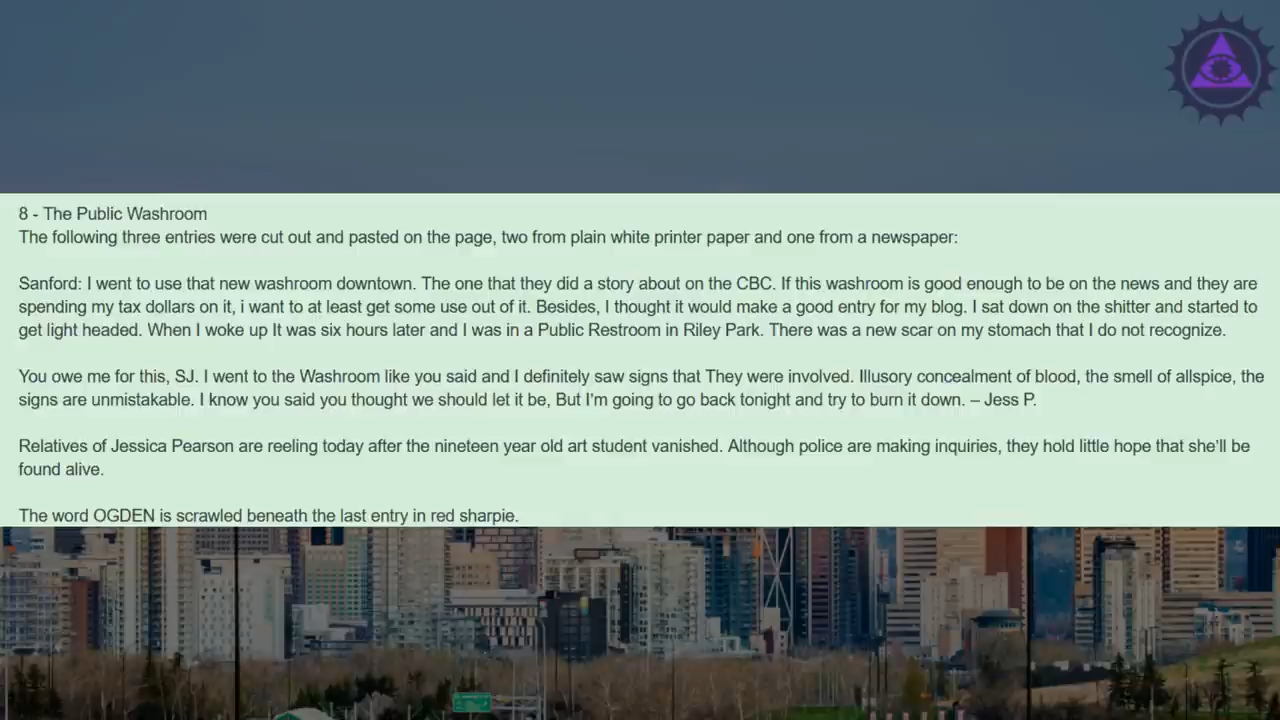 8 - The Public Washroom
The following three entries were cut out and pasted on the page, two from plain white printer paper and one from a newspaper:
Sanford: I went to use that new washroom downtown. The one that they did a story about on the CBC. If this washroom is good enough to be on the news and they are
spending my tax dollars on it, i want to at least get some use out of it. Besides, I thought it would make a good entry for my blog. I sat down on the shitter and started to
get light headed. When I woke up It was six hours later and I was in a Public Restroom in Riley Park. There was a new scar on my stomach that I do not recognize.
You owe me for this, SJ. I went to the Washroom like you said and I definitely saw signs that They were involved. Illusory concealment of blood, the smell of allspice, the
signs are unmistakable. I know you said you thought we should let it be, But I'm going to go back tonight and try to burn it down. – Jess P.
Relatives of Jessica Pearson are reeling today after the nineteen year old art student vanished. Although police are making inquiries, they hold little hope that she'll be
found alive.
The word OGDEN is scrawled beneath the last entry in red sharpie.